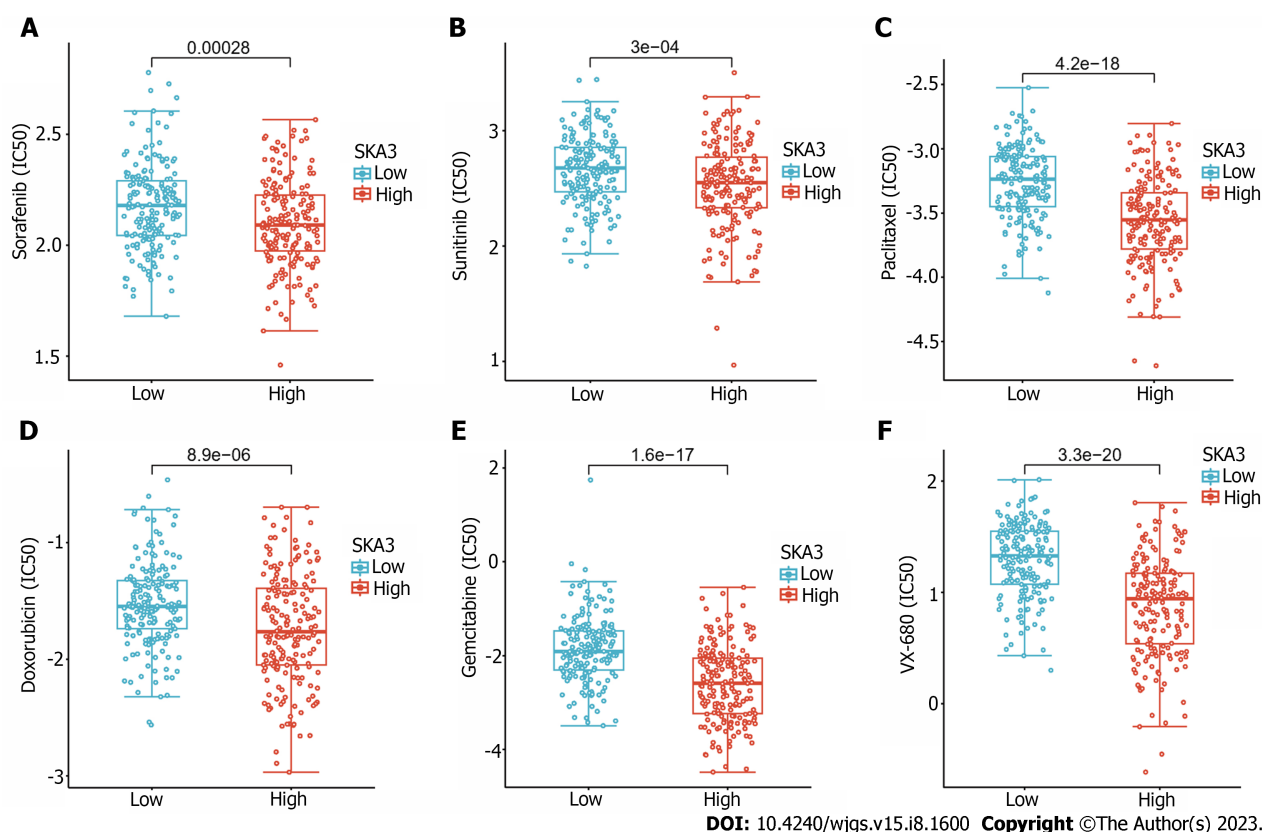 A
0.00028
Sorafenib (IC50)
2.5
2.0
1.5
Low
High
SKA3
Low
High
B
3e−04
Sunitinib (IC50)
3
2
1
Low
High
SKA3
Low
High
C
4.2e−18
Paclitaxel (IC50)
-2.5
-3.0
-3.5
-4.0
-4.5
Low
High
SKA3
Low
High
D
8.9e−06
Doxorubicin (IC50)
-1
-2
-3
Low
High
SKA3
Low
High
E
1.6e−17
Gemcitabine (IC50)
2
0
-2
-4
Low
High
SKA3
Low
High
F
3.3e−20
VX-680 (IC50)
2
1
0
Low
High
SKA3
Low
High
DOI: 10.4240/wjgs.v15.i8.1600 Copyright ©The Author(s) 2023.